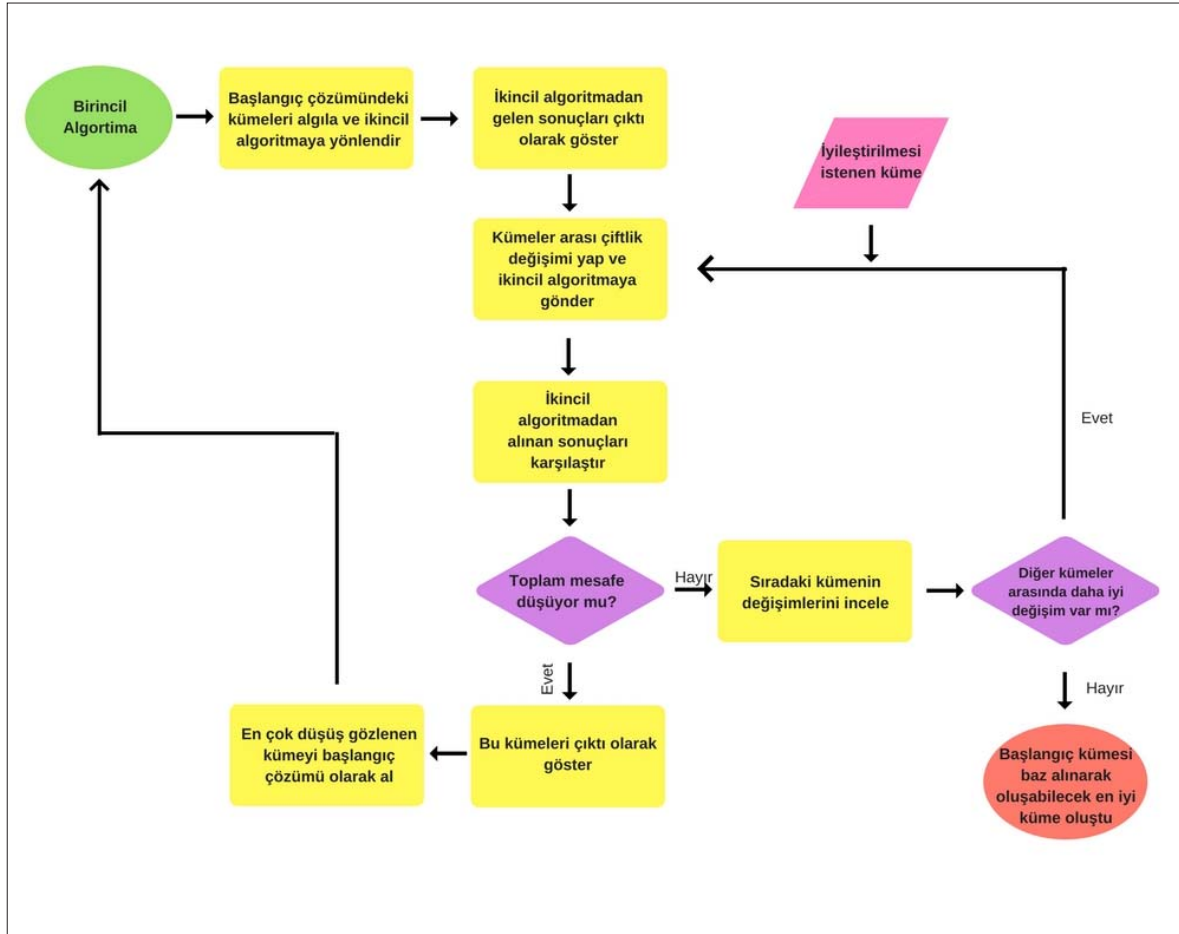 Birincil
Algortima
Başlangıç çözümündeki
kümeleri algıla ve ikincil
algoritmaya yönlendir
İkincil algoritmadan
gelen sonuçları çıktı
olarak göster
İyileştirilmesi
istenen küme
Kümeler arası çiftlik
değişimi yap ve
ikincil algoritmaya
gönder
İkincil
algoritmadan
alınan sonuçları
karşılaştır
Evet
Toplam mesafe
düşüyor mu?
Hayır
Sıradaki kümenin
değişimlerini incele
Diğer kümeler
arasında daha iyi
değişim var mı?
Evet
Hayır
En çok düşüş gözlenen
kümeyi başlangıç
çözümü olarak al
Bu kümeleri çıktı olarak
göster
Başlangıç kümesi
baz alınarak
oluşabilecek en iyi
küme oluştu